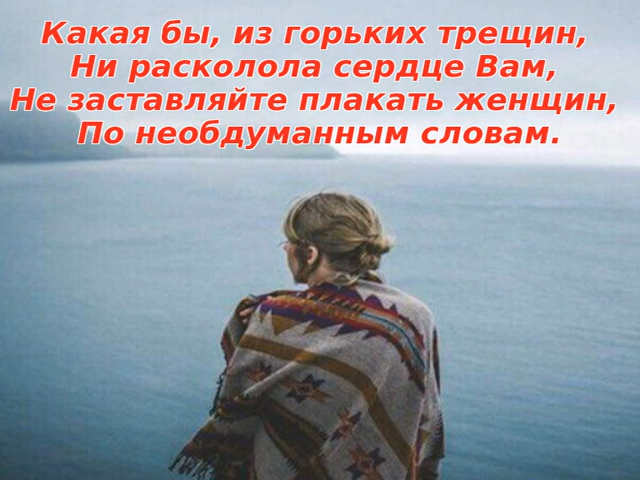 Какая бы, из горьких трещин,
Ни расколола сердце Вам,
Не заставляйте плакать женщин,
По необдуманным словам.